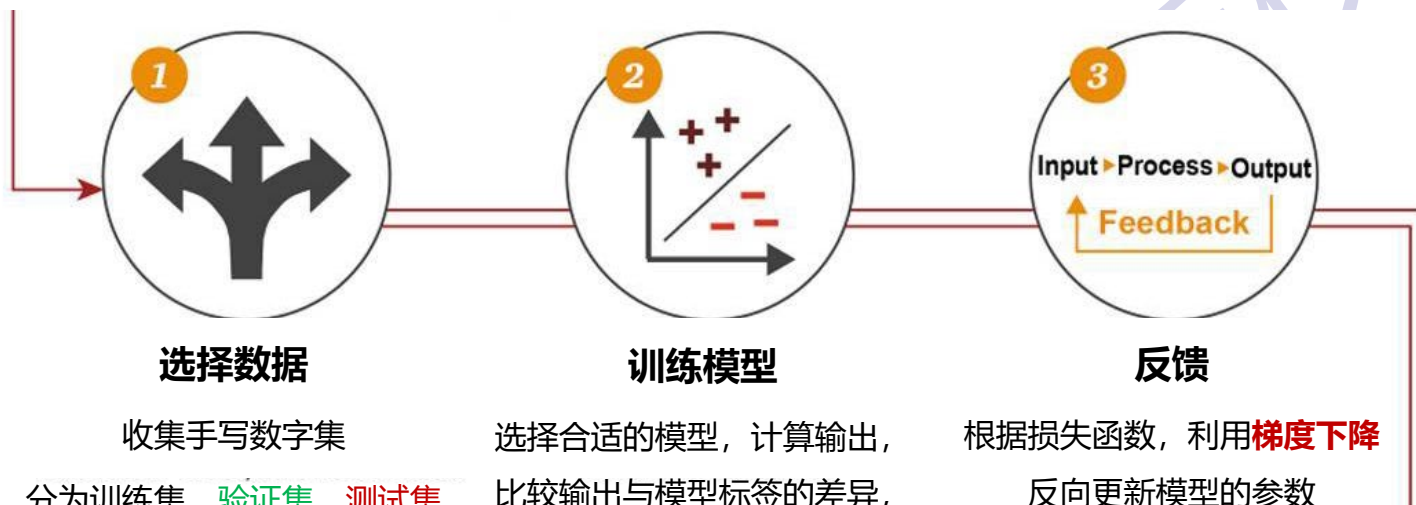 1
2
3
Input Process Output
Feedback
选择数据
训练模型
反馈
收集手写数字集
分为训练集 验证集 测试集
选择合适的模型，计算输出，
比较输出与模型标签的差异，
根据损失函数，利用梯度下降
反向更新模型的参数